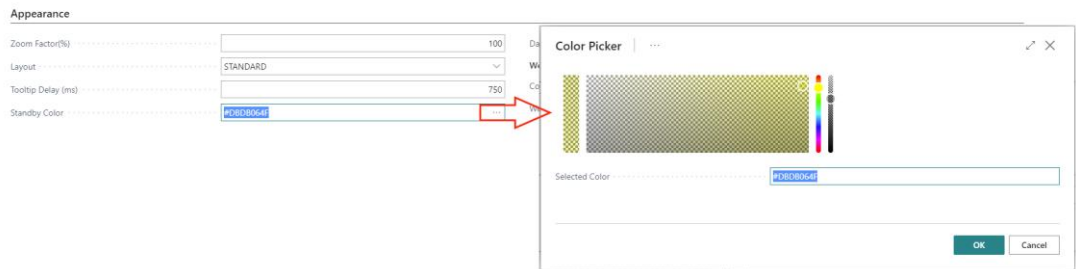 Appearance
Zoom Factor(%) 100
Layout STANDARD
Tooltip Delay (ms) 750
Standby Color #DBDB064F ...
Color Picker ...
Selected Color #DBDB064F
OK Cancel